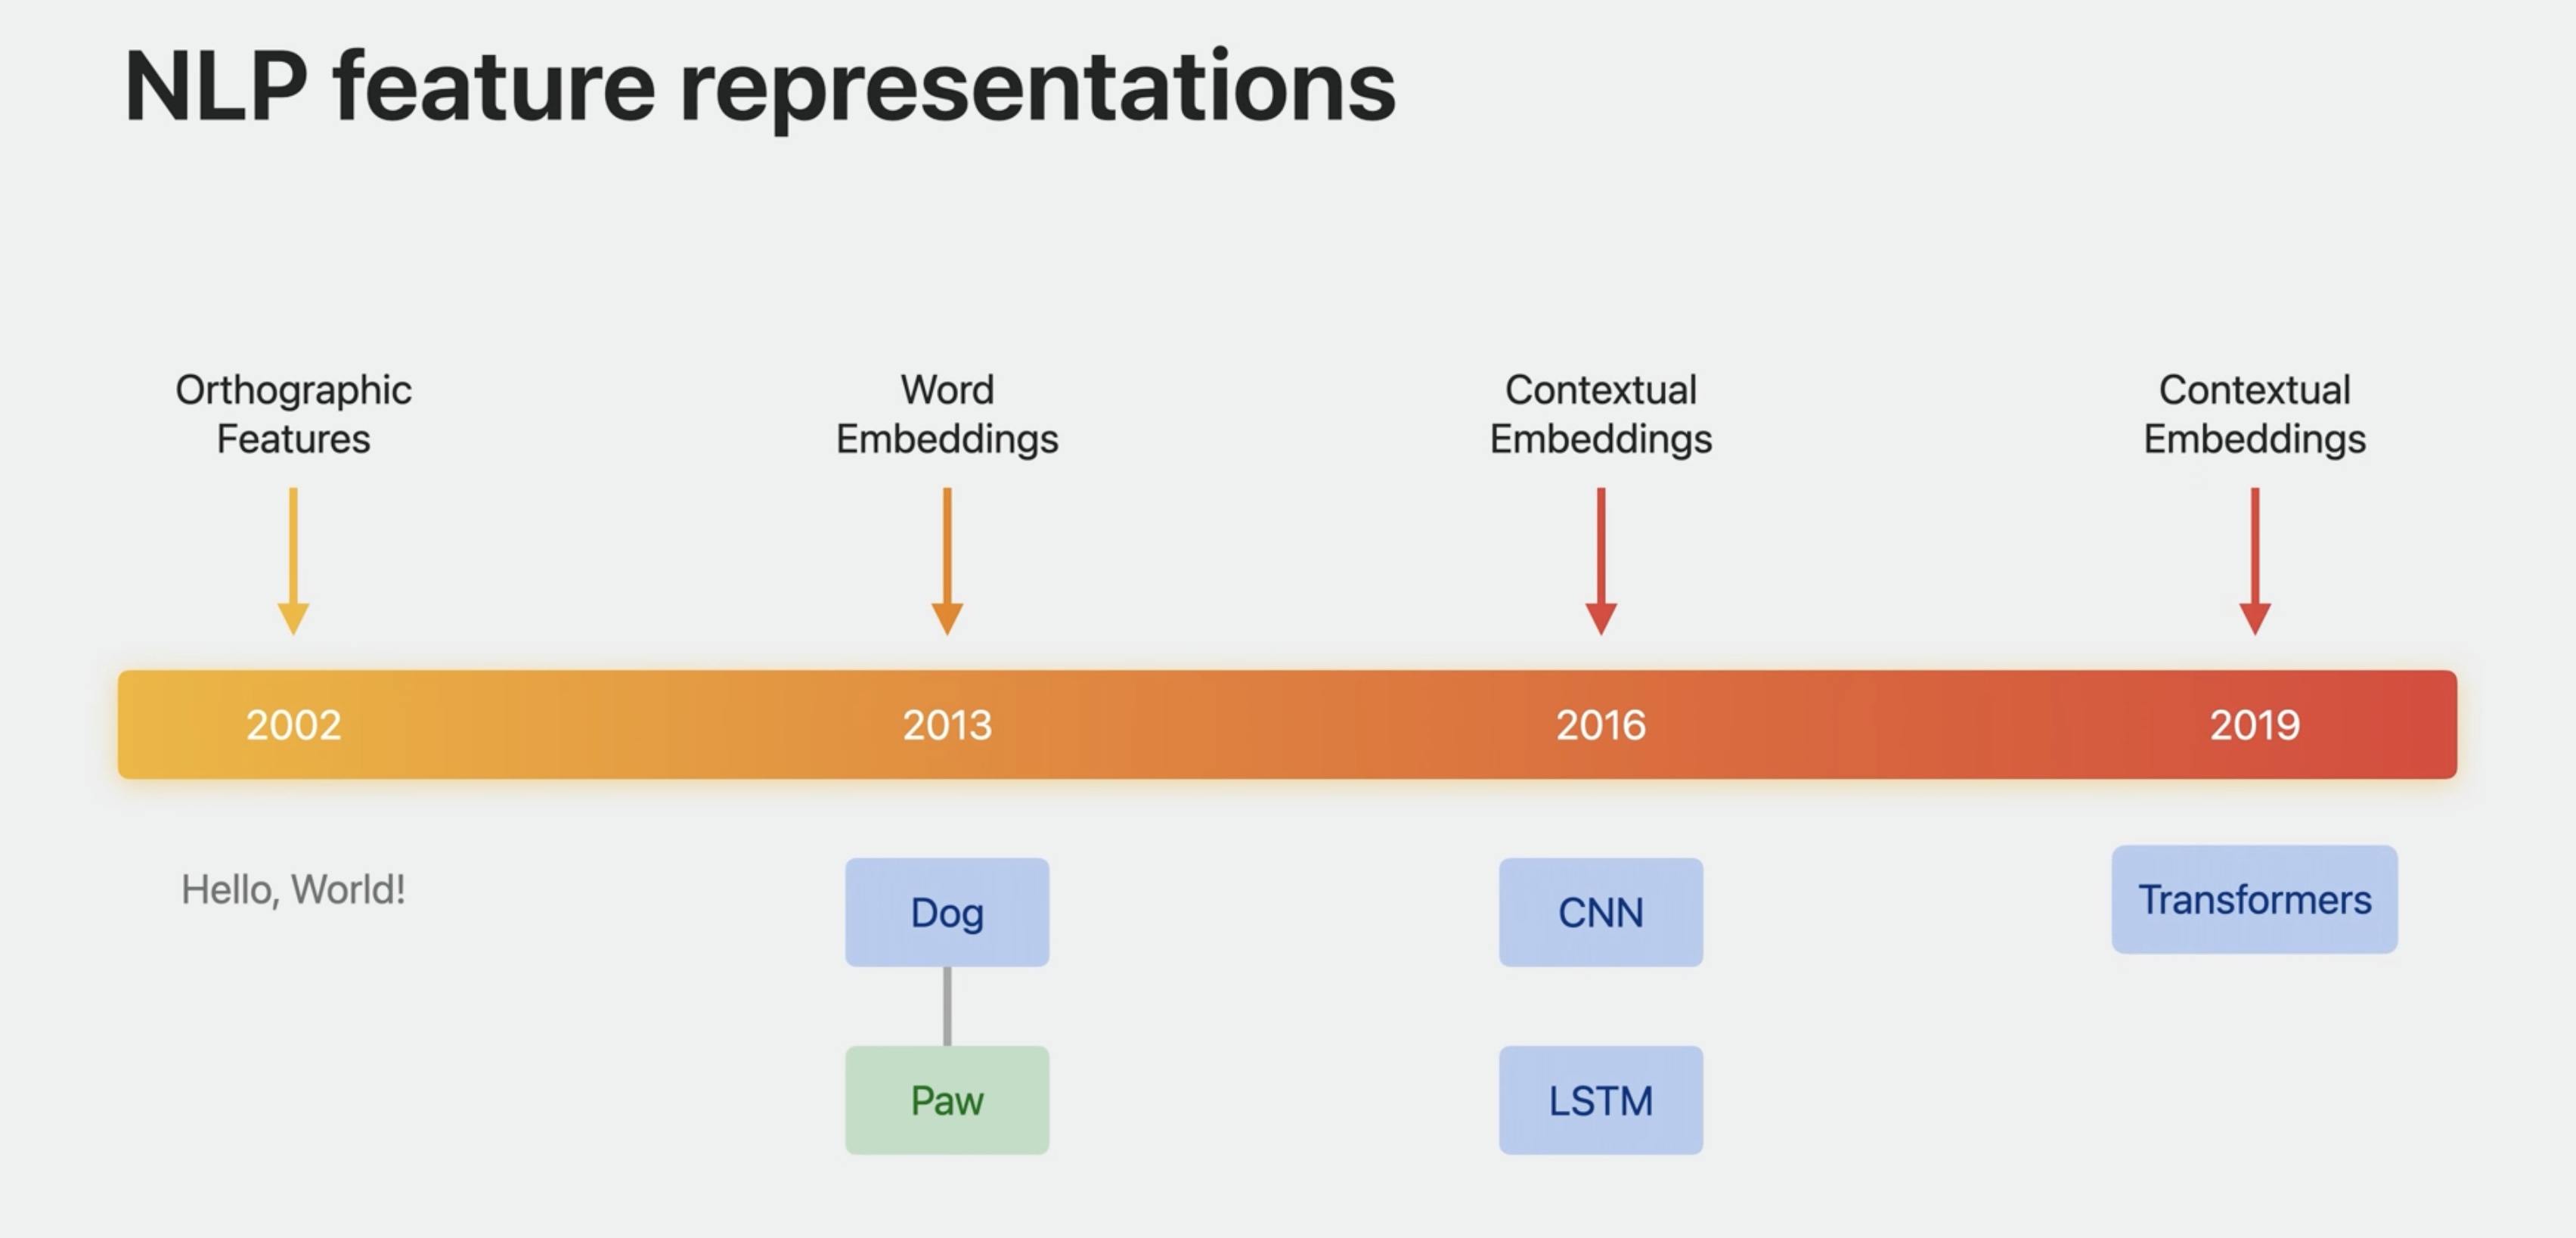 NLP feature representations
Orthographic
Features
Word
Embeddings
Contextual
Embeddings
Contextual
Embeddings
2002
2013
2016
2019
Hello, World!
Dog
Paw
CNN
LSTM
Transformers